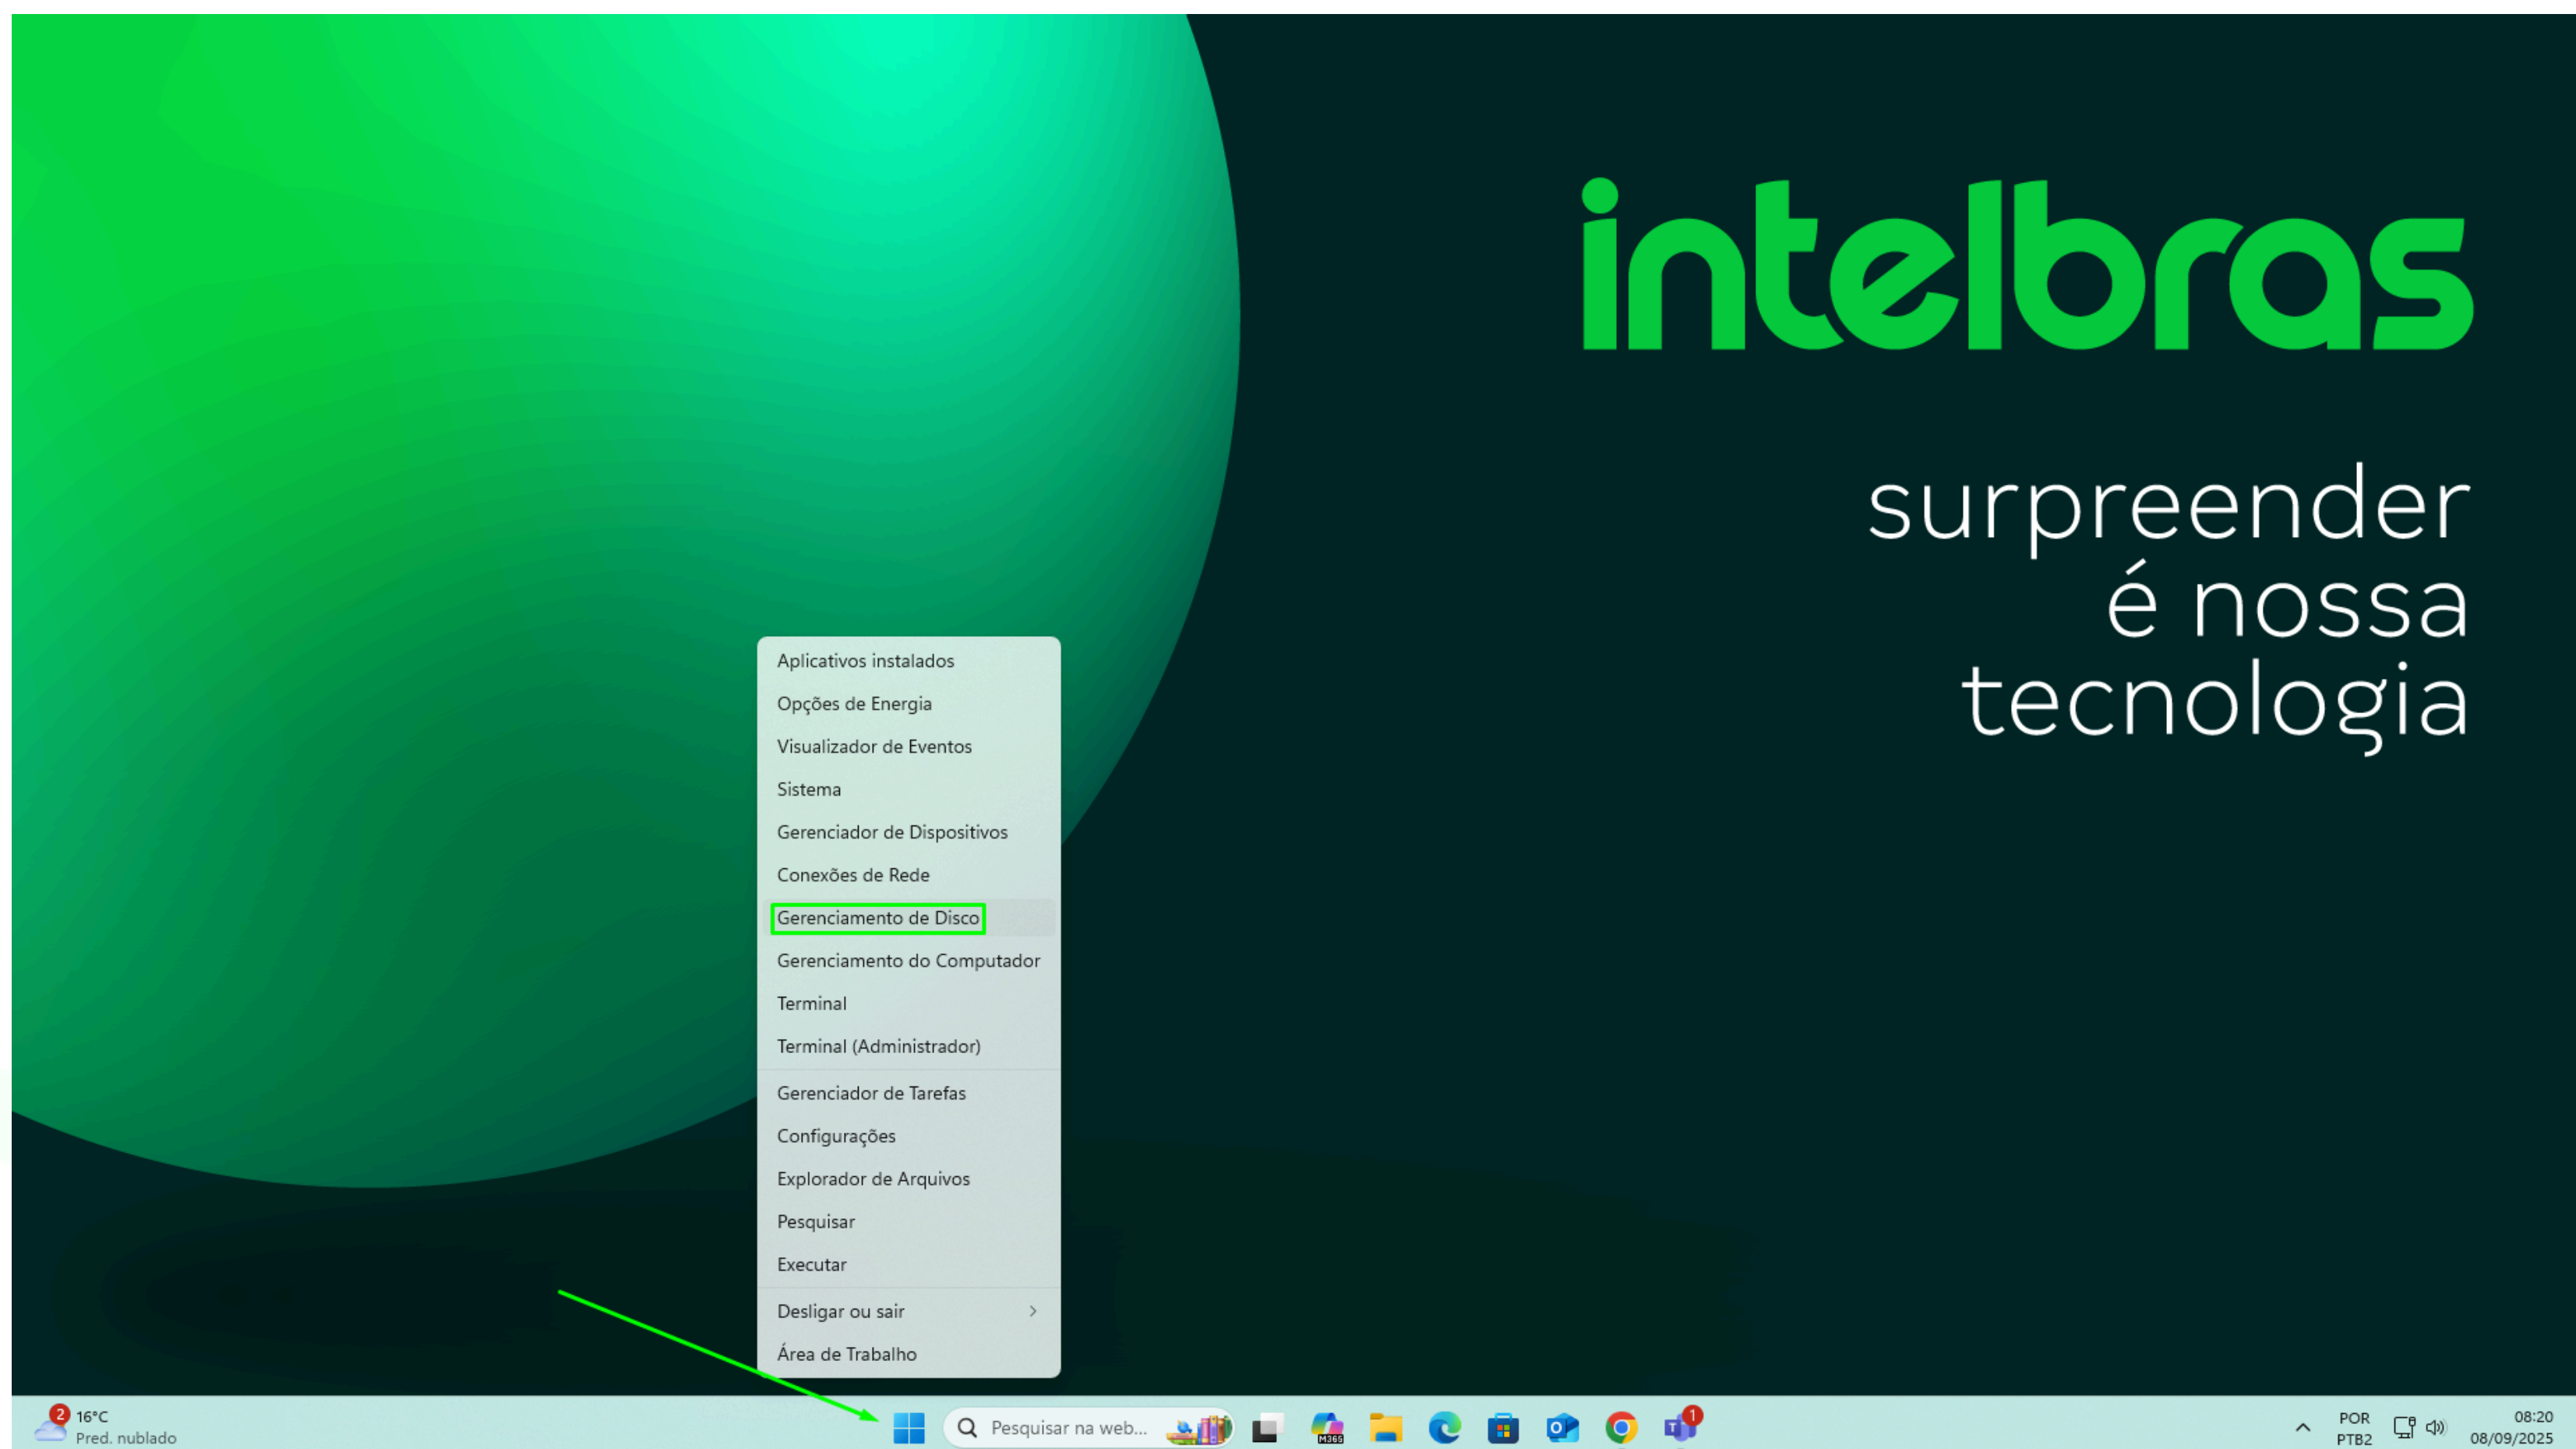 intelbras
surpreender
é nossa
tecnologia
Aplicativos instalados
Opções de Energia
Visualizador de Eventos
Sistema
Gerenciador de Dispositivos
Conexões de Rede
Gerenciamento de Disco
Gerenciamento do Computador
Terminal
Terminal (Administrador)
Gerenciador de Tarefas
Configurações
Explorador de Arquivos
Pesquisar
Executar
Desligar ou sair
Área de Trabalho
2
16°C
Pred. nublado
Pesquisar na web...
M365
1
POR
PTB2
08:20
08/09/2025